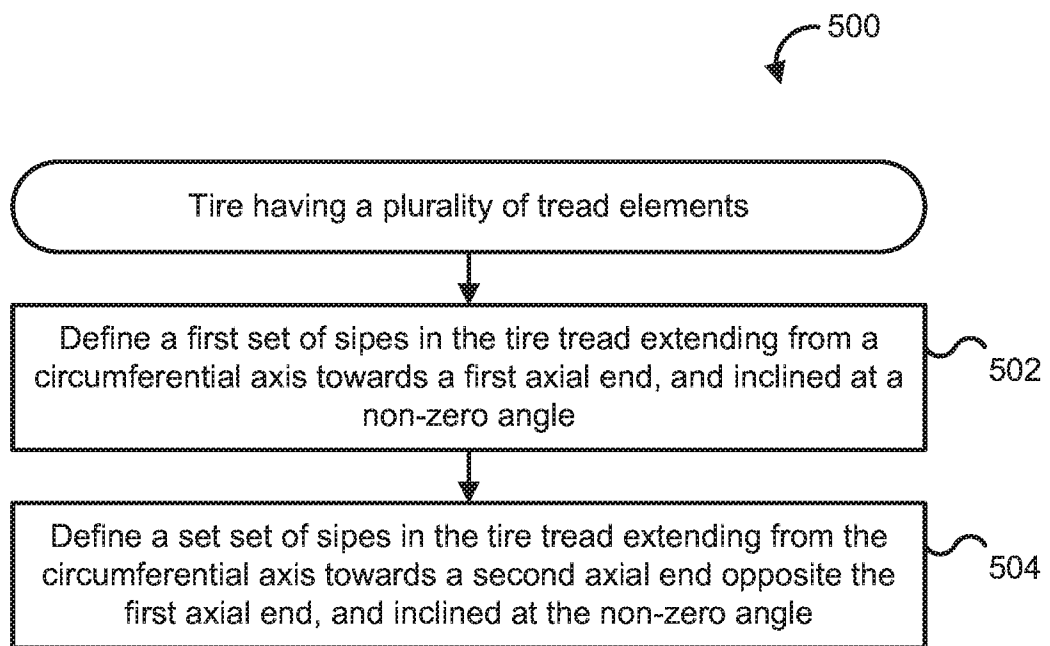 500
Tire having a plurality of tread elements
Define a first set of sipes in the tire tread extending from a
circumferential axis towards a first axial end, and inclined at a
non-zero angle
502
Define a set set of sipes in the tire tread extending from the
circumferential axis towards a second axial end opposite the
first axial end, and inclined at the non-zero angle
504